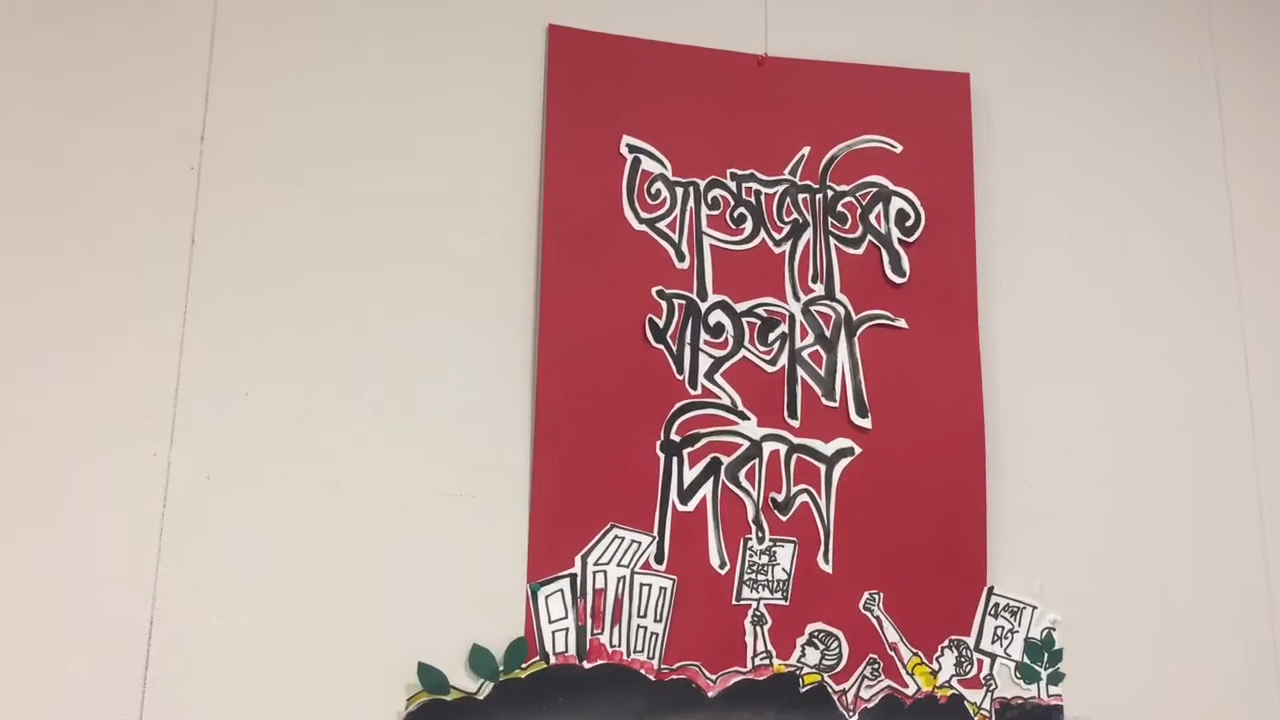 আন্তর্জাতিক
মাতৃভাষা
দিবস
রাষ্ট্র
ভাষা
বাংলা চাই
বাংলা
চাই